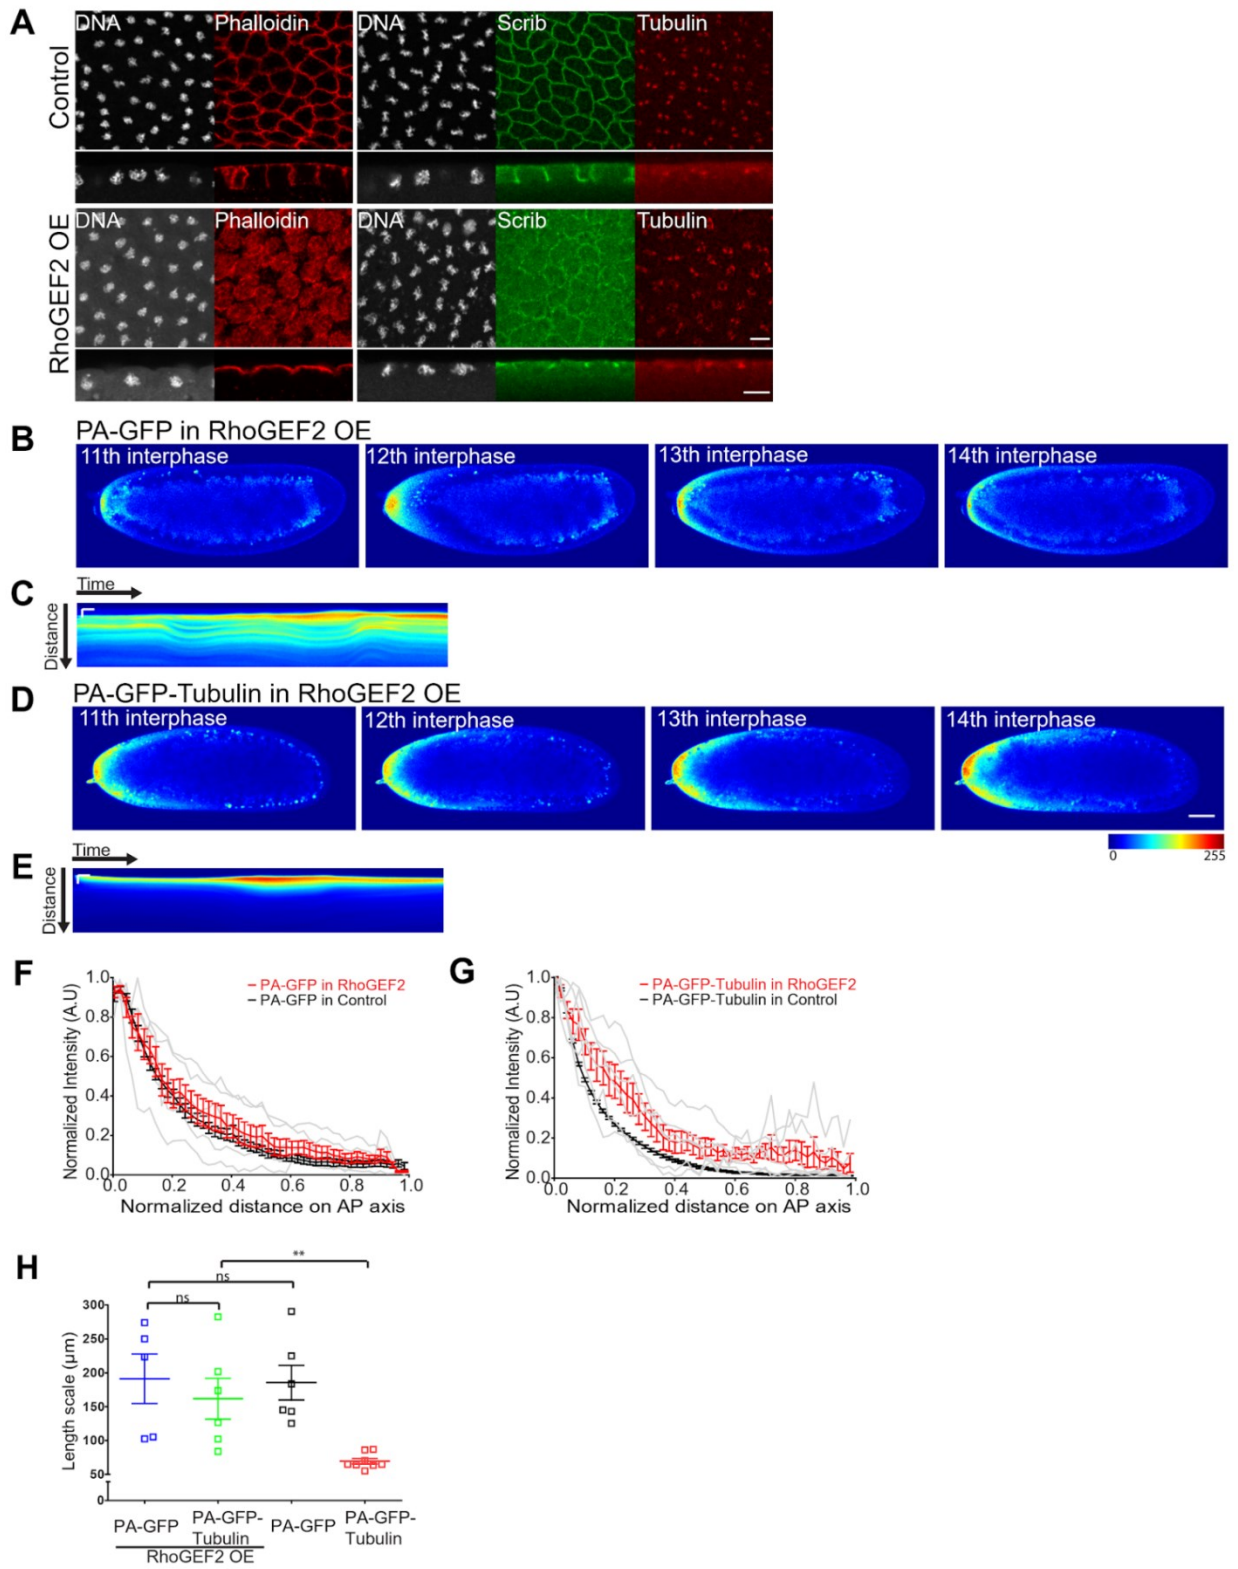 A
DNA Phalloidin DNA Scrib Tubulin
Control
DNA Phalloidin DNA Scrib Tubulin
RhoGEF2 OE
B
PA-GFP in RhoGEF2 OE
11th interphase 12th interphase 13th interphase 14th interphase
C
Time
Distance
D
PA-GFP-Tubulin in RhoGEF2 OE
11th interphase 12th interphase 13th interphase 14th interphase
0 255
E
Time
Distance
F
Normalized Intensity (A.U)
1.0
0.8
0.6
0.4
0.2
0.0
PA-GFP in RhoGEF2
PA-GFP in Control
0.0 0.2 0.4 0.6 0.8 1.0
Normalized distance on AP axis
G
Normalized Intensity (A.U)
1.0
0.8
0.6
0.4
0.2
0.0
PA-GFP-Tubulin in RhoGEF2
PA-GFP-Tubulin in Control
0.0 0.2 0.4 0.6 0.8 1.0
Normalized distance on AP axis
H
**
ns
ns
Length scale (µm)
300
250
200
150
100
50
0
PA-GFP PA-GFP- PA-GFP PA-GFP-
Tubulin Tubulin
RhoGEF2 OE